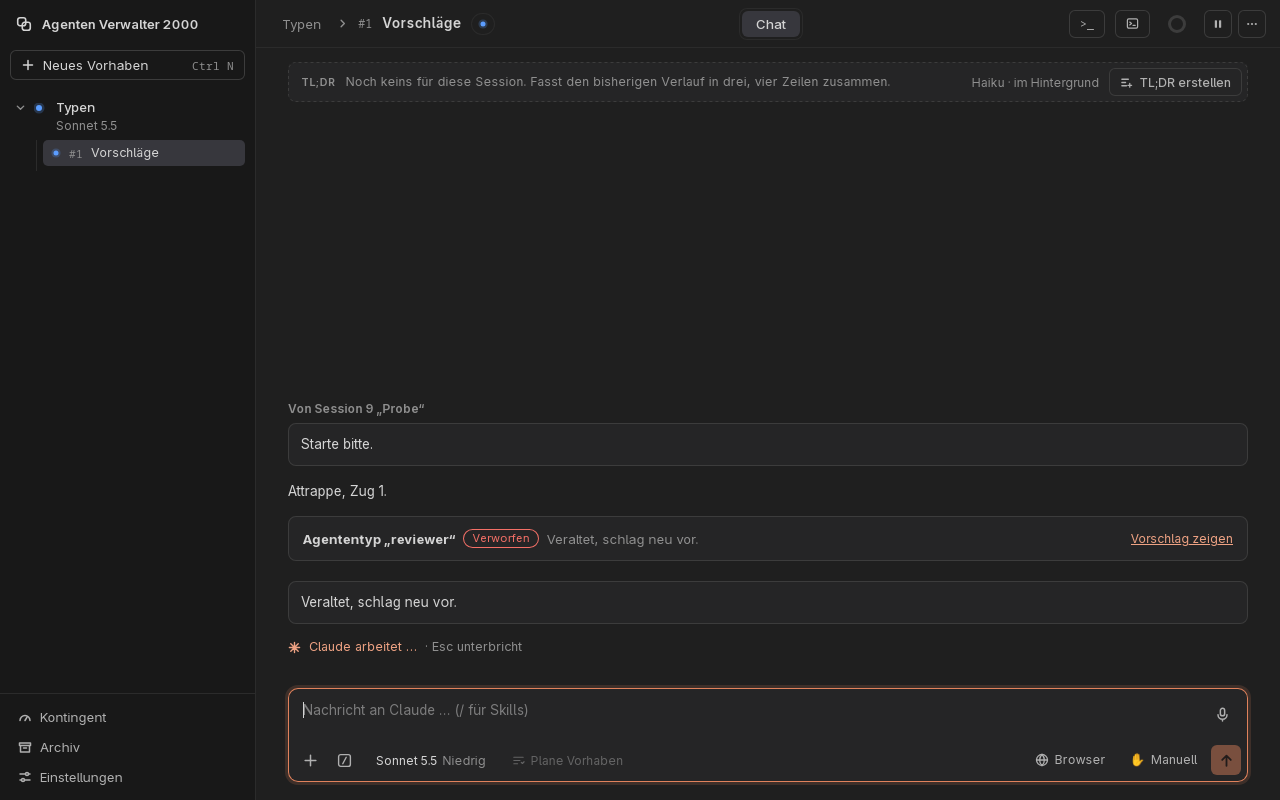 Agenten Verwalter 2000
Neues Vorhaben Ctrl N
Typen
Sonnet 5.5
#1 Vorschläge
Kontingent
Archiv
Einstellungen
Typen #1 Vorschläge
Chat
>_
TL;DR Noch keins für diese Session. Fasst den bisherigen Verlauf in drei, vier Zeilen zusammen. Haiku · im Hintergrund TL;DR erstellen
Von Session 9 „Probe“
Starte bitte.
Attrappe, Zug 1.
Agententyp „reviewer“ Verworfen Veraltet, schlag neu vor. Vorschlag zeigen
Veraltet, schlag neu vor.
Claude arbeitet … · Esc unterbricht
Nachricht an Claude … (/ für Skills)
Sonnet 5.5 Niedrig Plane Vorhaben Browser Manuell